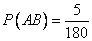 P(AB) = 5/180